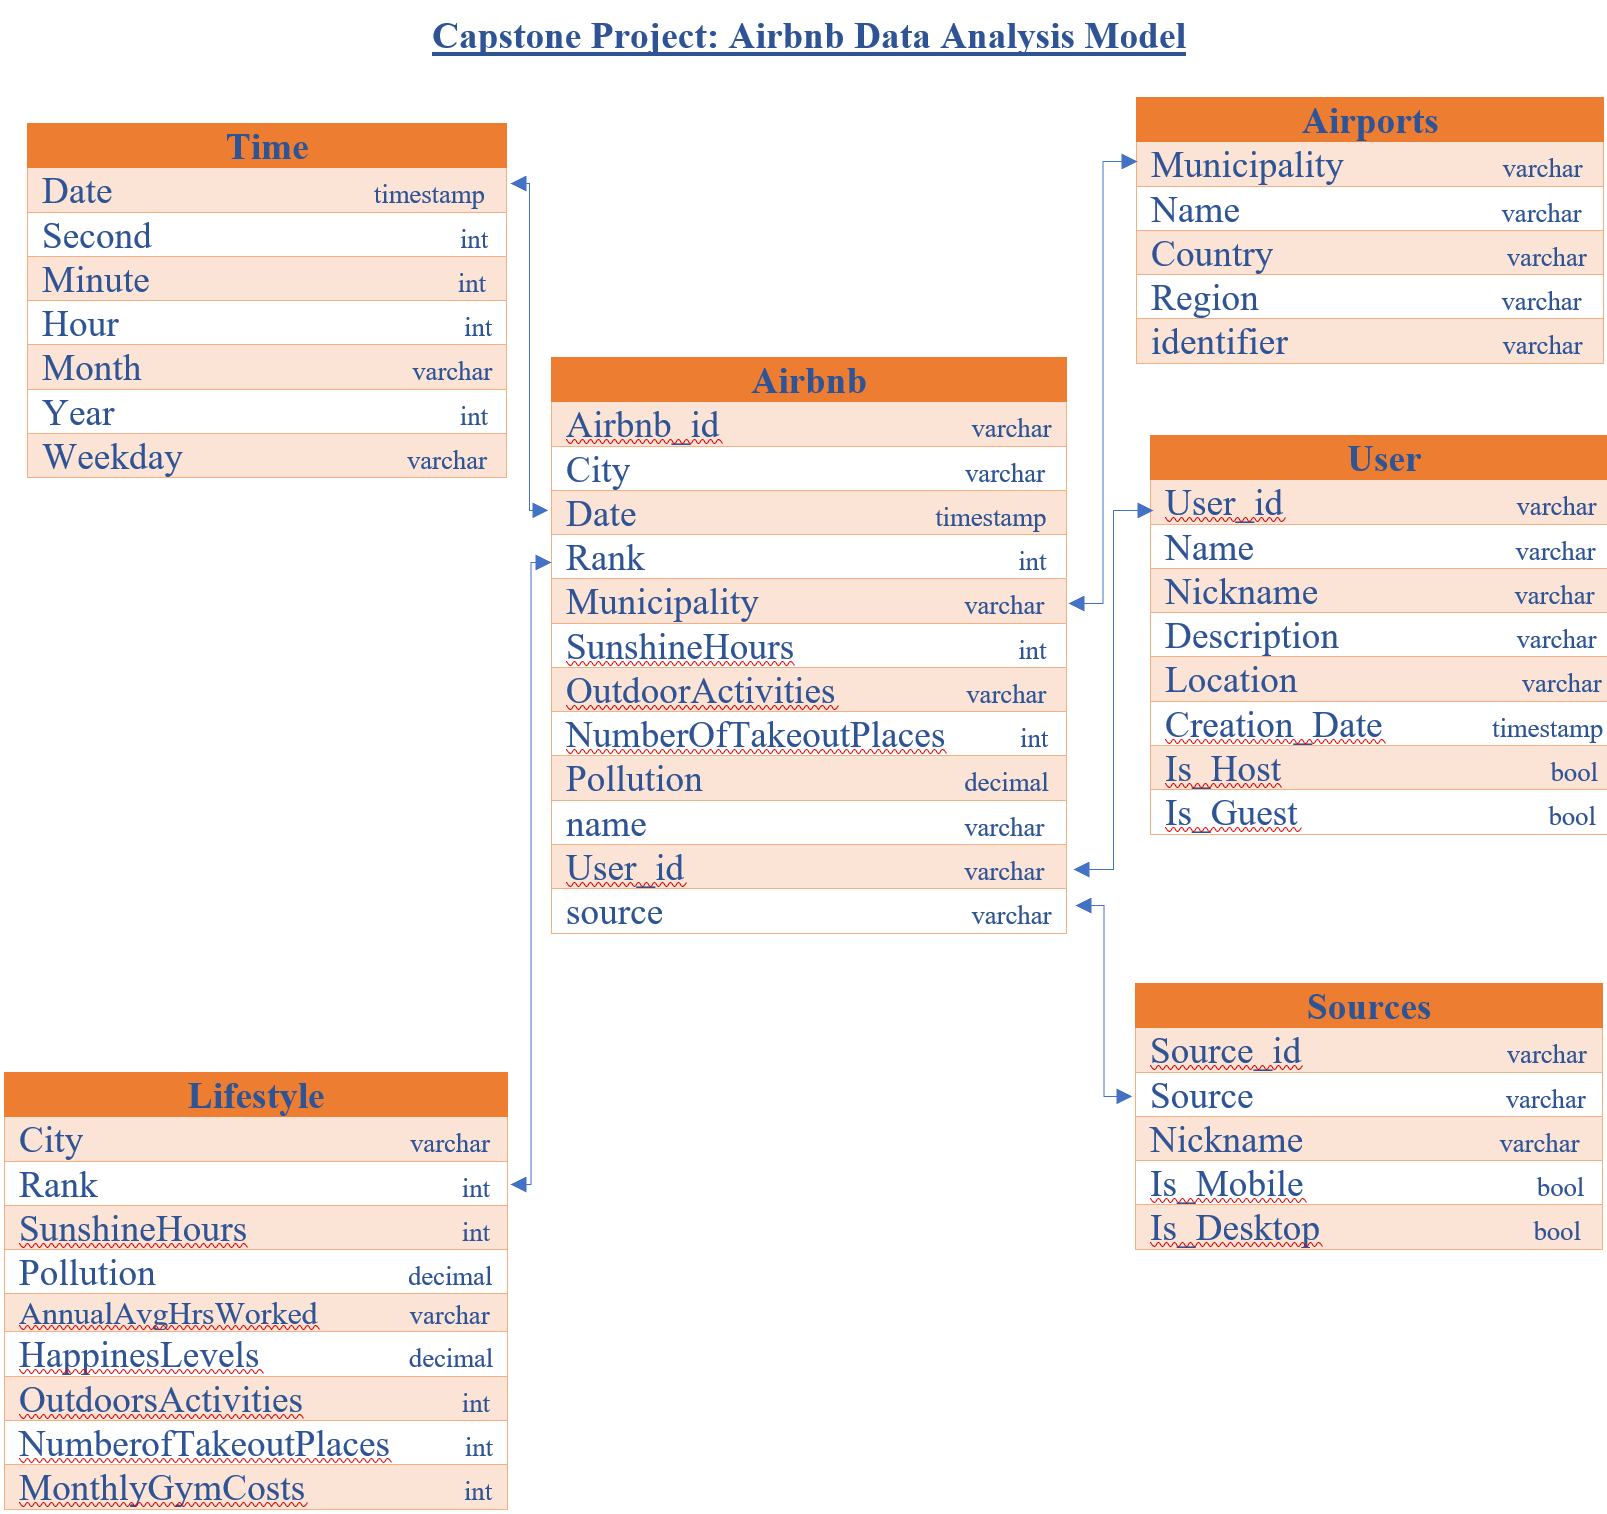 Capstone Project: Airbnb Data Analysis Model
Time
Date timestamp
Second int
Minute int
Hour int
Month varchar
Year int
Weekday varchar
Airbnb
Airbnb_id varchar
City varchar
Date timestamp
Rank int
Municipality varchar
SunshineHours int
OutdoorActivities varchar
NumberOfTakeoutPlaces int
Pollution decimal
name varchar
User_id varchar
source varchar
Airports
Municipality varchar
Name varchar
Country varchar
Region varchar
identifier varchar
User
User_id varchar
Name varchar
Nickname varchar
Description varchar
Location varchar
Creation_Date timestamp
Is_Host bool
Is_Guest bool
Sources
Source_id varchar
Source varchar
Nickname varchar
Is_Mobile bool
Is_Desktop bool
Lifestyle
City varchar
Rank int
SunshineHours int
Pollution decimal
AnnualAvgHrsWorked varchar
HappinesLevels decimal
OutdoorsActivities int
NumberofTakeoutPlaces int
MonthlyGymCosts int